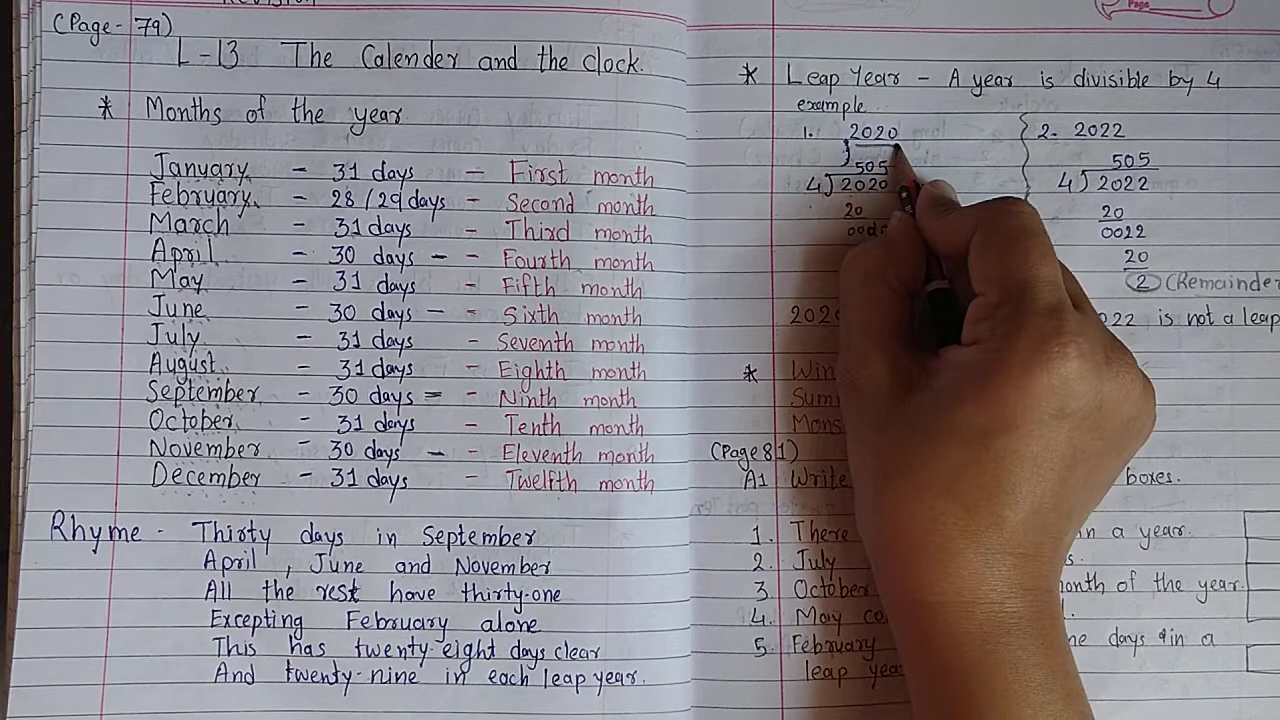 (Page - 79)
L-13 The Calender and the clock.
* Months of the year
January - 31 days - First month
February - 28/29 days - Second month
March - 31 days - Third month
April - 30 days - - Fourth month
May - 31 days - Fifth month
June - 30 days - - Sixth month
July - 31 days - Seventh month
August - 31 days - Eighth month
September - 30 days = - Ninth month
October - 31 days - Tenth month
November - 30 days - - Eleventh month
December - 31 days - Twelfth month
Rhyme - Thirty days in September
April, June and November
All the rest have thirty-one
Excepting February alone
This has twenty-eight days clear
And twenty-nine in each leap year.
* Leap Year - A year is divisible by 4
example
1. 2020
505
4) 2020
20
2. 2022
505
4) 2022
20
0022
20
2 (Remainder
is not a leap
*
(Page 81)
A1 Write boxes.
1. There in a year.
2. July
3 October month of the year.
4. May
5. February days in a
leap